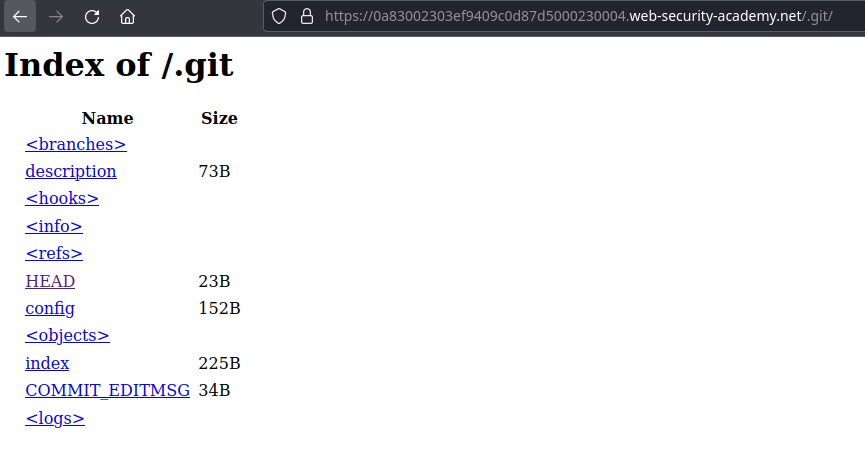 https://0a83002303ef9409c0d87d5000230004.web-security-academy.net/.git/
Index of /.git
Name Size
<branches>
description 73B
<hooks>
<info>
<refs>
HEAD 23B
config 152B
<objects>
index 225B
COMMIT_EDITMSG 34B
<logs>